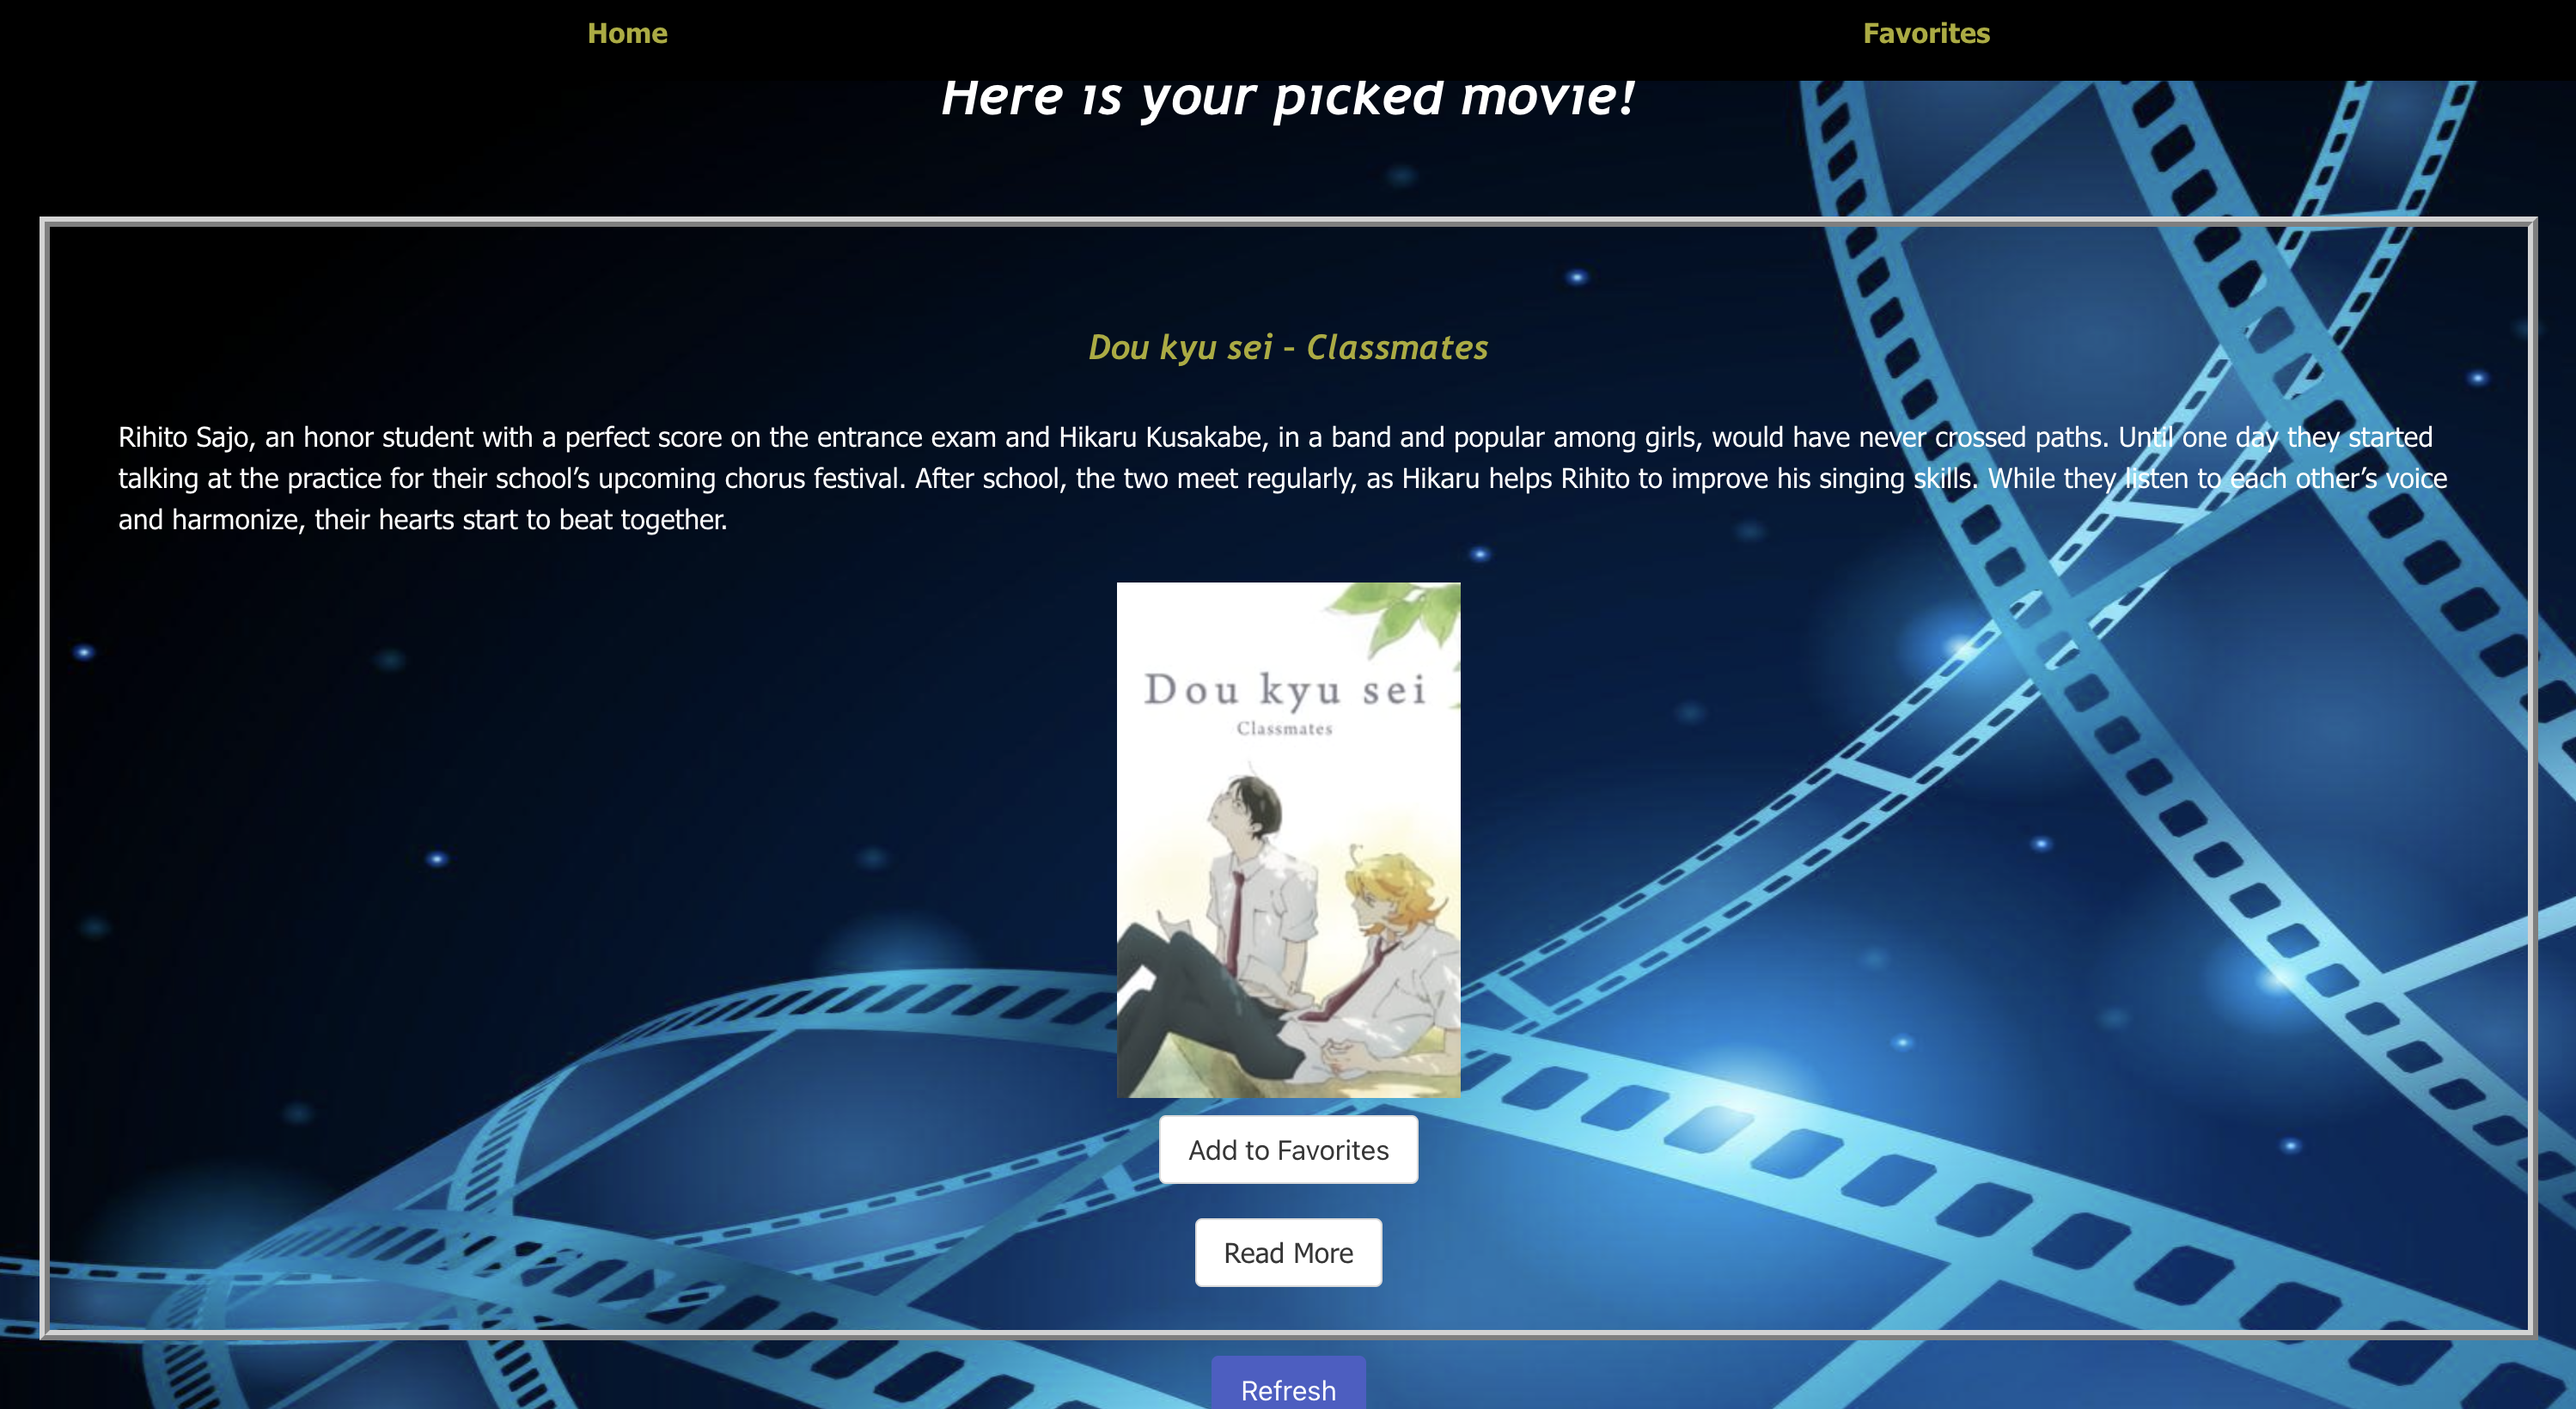 Home
Favorites
Here is your picked movie!
Dou kyu sei - Classmates
Rihito Sajo, an honor student with a perfect score on the entrance exam and Hikaru Kusakabe, in a band and popular among girls, would have never crossed paths. Until one day they started
talking at the practice for their school’s upcoming chorus festival. After school, the two meet regularly, as Hikaru helps Rihito to improve his singing skills. While they listen to each other’s voice
and harmonize, their hearts start to beat together.
Dou kyu sei
Classmates
Add to Favorites
Read More
Refresh